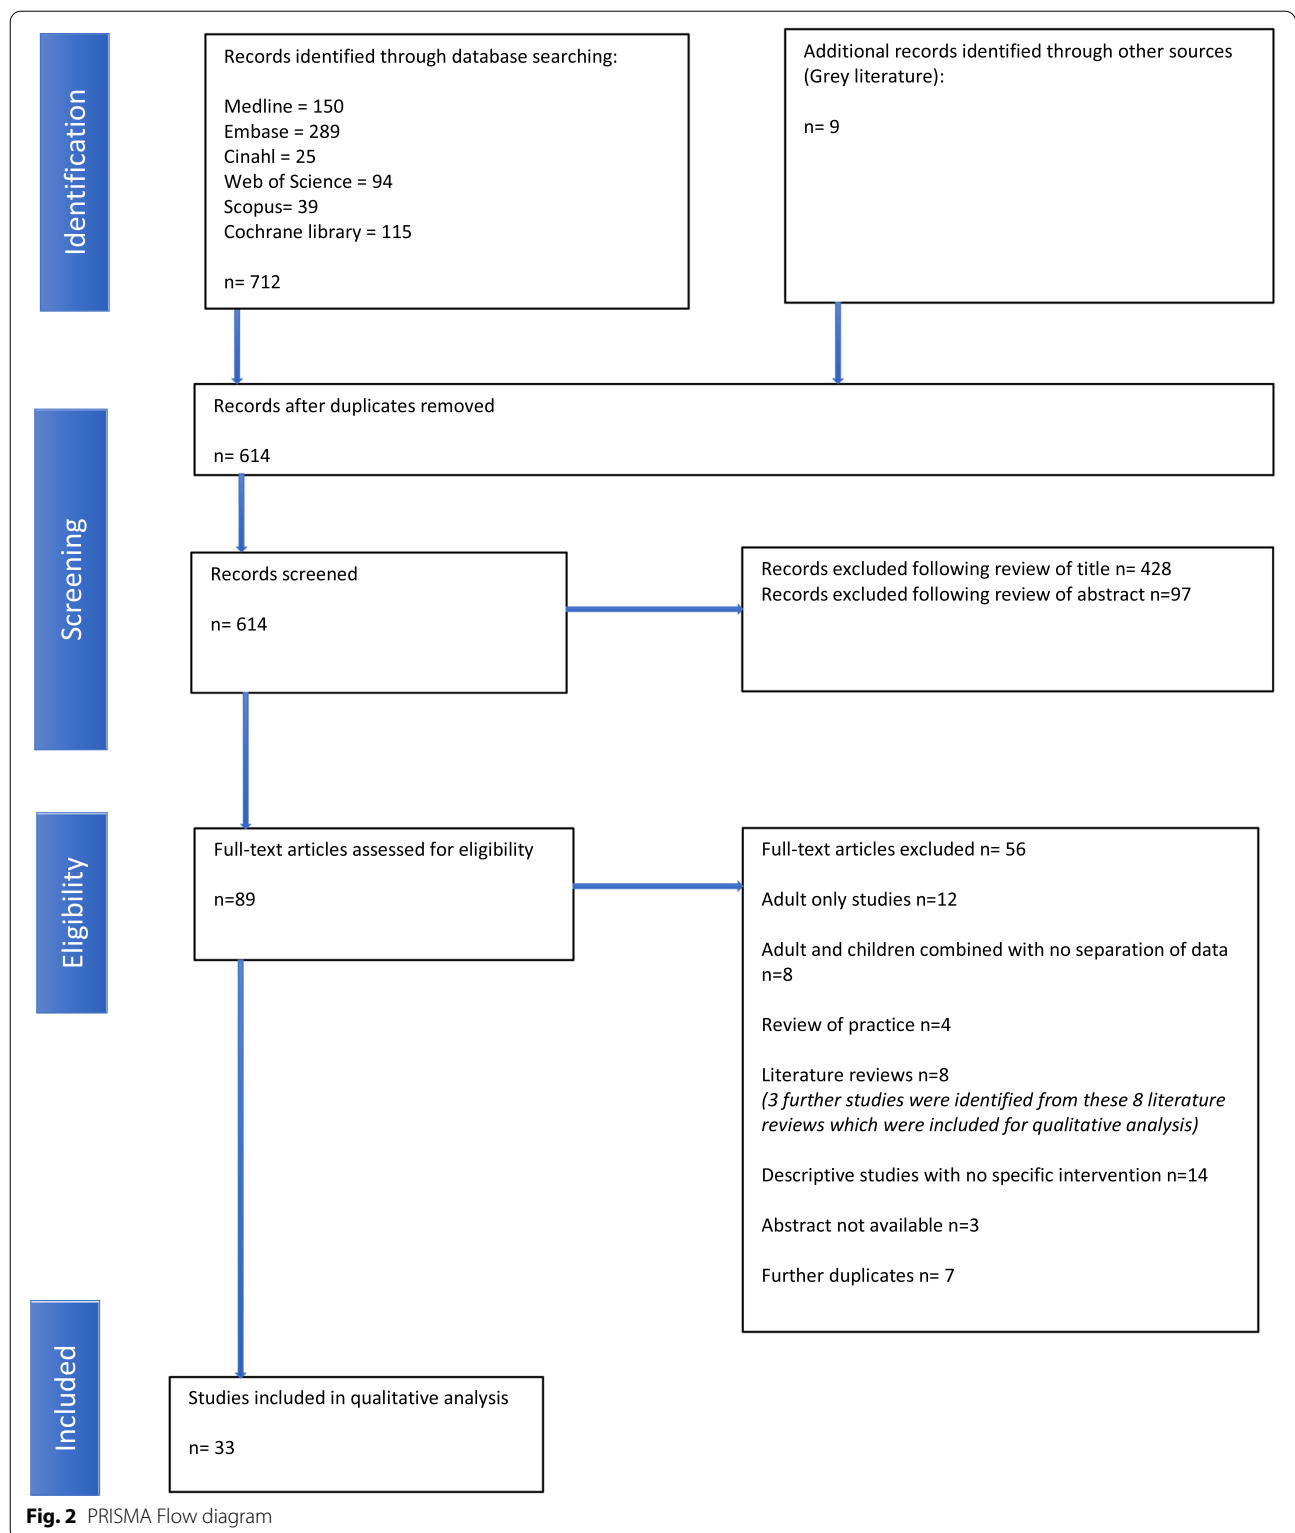 Identification
Records identified through database searching:
Medline = 150
Embase = 289
Cinahl = 25
Web of Science = 94
Scopus= 39
Cochrane library = 115
n= 712
Additional records identified through other sources
(Grey literature):
n= 9
Screening
Records after duplicates removed
n= 614
Records screened
n= 614
Records excluded following review of title n= 428
Records excluded following review of abstract n=97
Eligibility
Full-text articles assessed for eligibility
n=89
Full-text articles excluded n= 56
Adult only studies n=12
Adult and children combined with no separation of data
n=8
Review of practice n=4
Literature reviews n=8
(3 further studies were identified from these 8 literature
reviews which were included for qualitative analysis)
Descriptive studies with no specific intervention n=14
Abstract not available n=3
Further duplicates n= 7
Included
Studies included in qualitative analysis
n= 33
Fig. 2 PRISMA Flow diagram